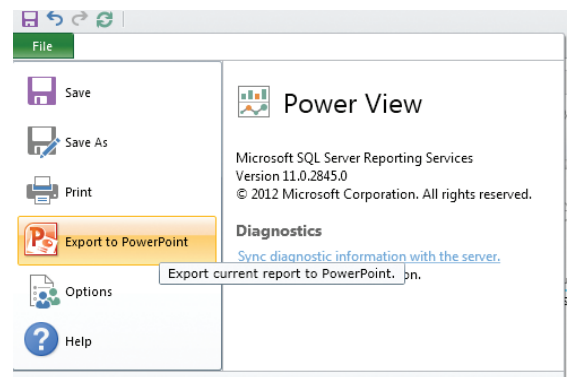 File
Save
Save As
Print
Export to PowerPoint
Options
Help
Power View
Microsoft SQL Server Reporting Services
Version 11.0.2845.0
© 2012 Microsoft Corporation. All rights reserved.
Diagnostics
Sync diagnostic information with the server.
Export current report to PowerPoint.
on.